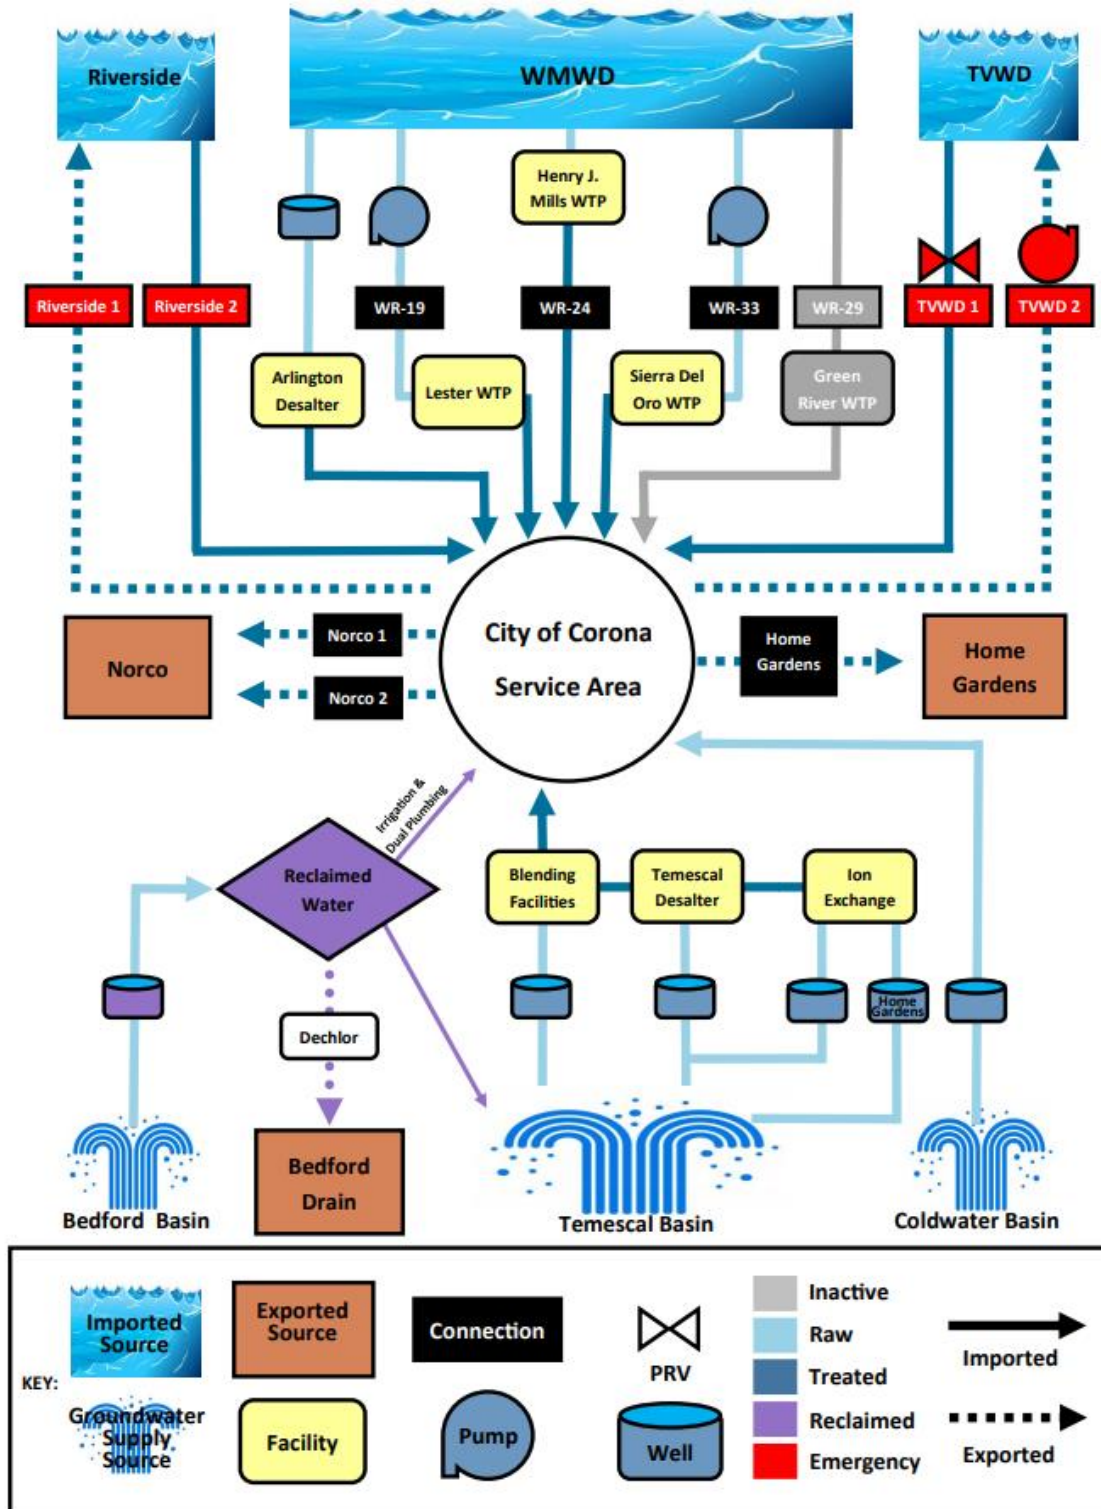 Riverside
WMWD
TVWD
Henry J.
Mills WTP
Riverside 1
Riverside 2
WR-19
WR-24
WR-33
WR-29
TVWD 1
TVWD 2
Arlington
Desalter
Lester WTP
Sierra Del
Oro WTP
Green
River WTP
City of Corona
Service Area
Norco
Norco 1
Norco 2
Home
Gardens
Home
Gardens
Irrigation &
Dual Plumbing
Reclaimed
Water
Blending
Facilities
Temescal
Desalter
Ion
Exchange
Home
Gardens
Dechlor
Bedford
Drain
Bedford Basin
Temescal Basin
Coldwater Basin
KEY:
Imported
Source
Exported
Source
Connection
PRV
Groundwater
Supply
Source
Facility
Pump
Well
Inactive
Raw
Treated
Reclaimed
Emergency
Imported
Exported